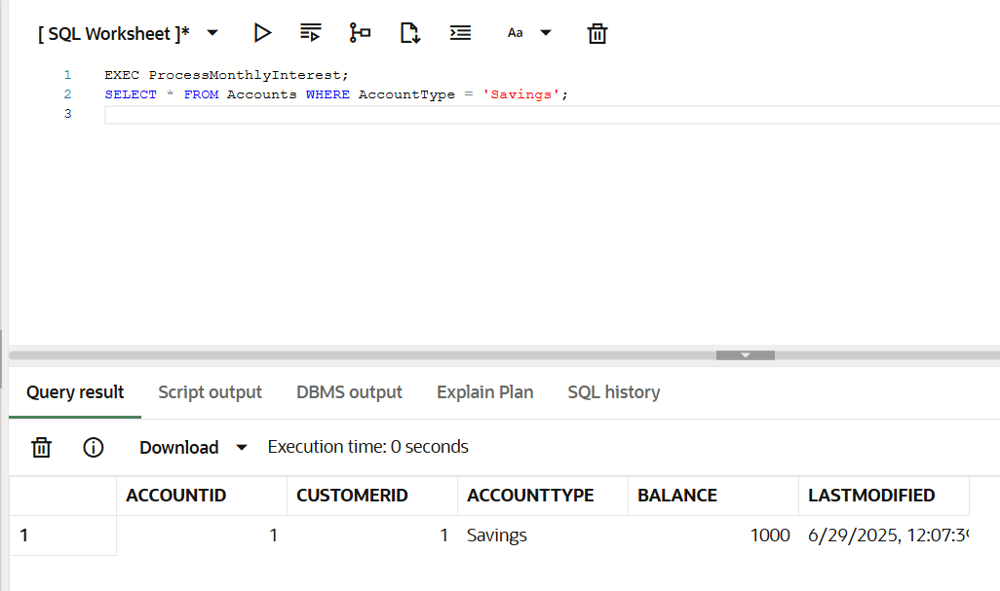 [ SQL Worksheet ]* Aa
1 EXEC ProcessMonthlyInterest;
2 SELECT * FROM Accounts WHERE AccountType = 'Savings';
3
Query result Script output DBMS output Explain Plan SQL history
Download Execution time: 0 seconds
ACCOUNTID CUSTOMERID ACCOUNTTYPE BALANCE LASTMODIFIED
1 1 1 Savings 1000 6/29/2025, 12:07:3